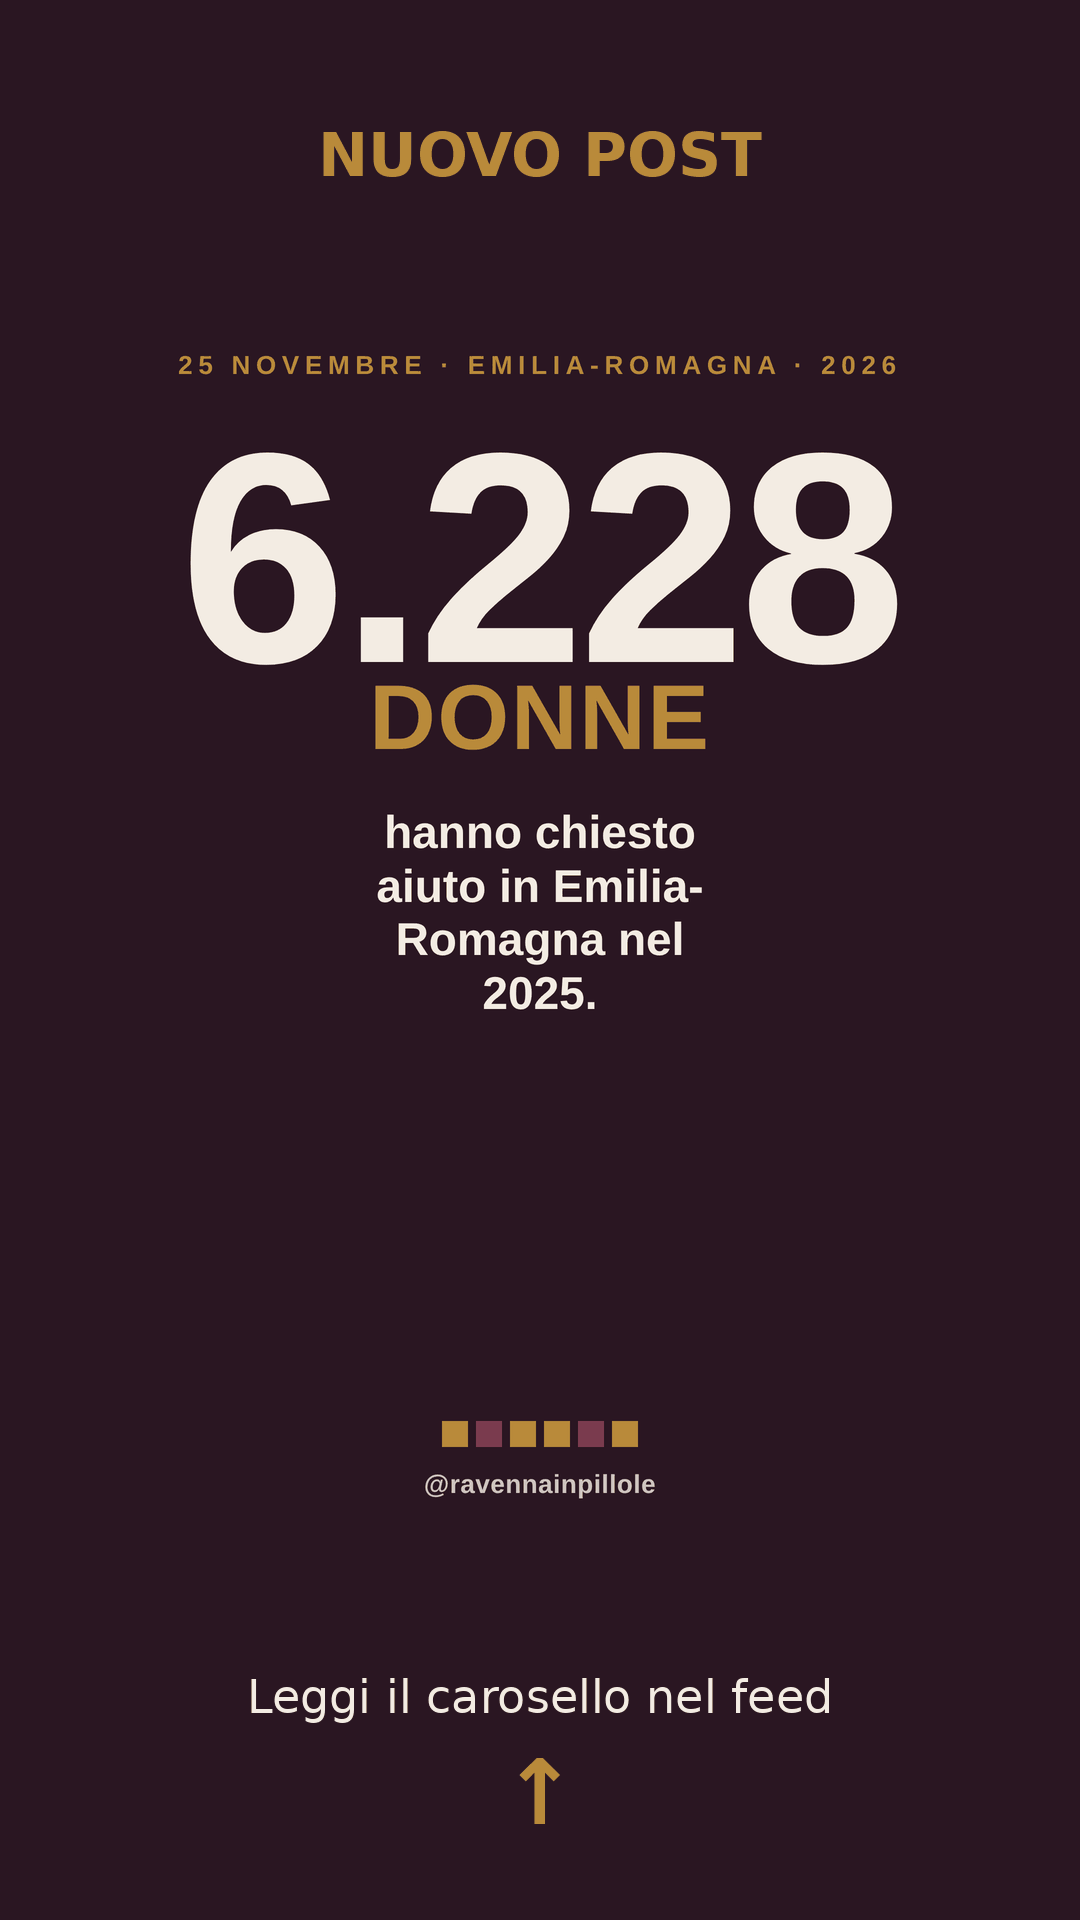 NUOVO POST
25 NOVEMBRE · EMILIA-ROMAGNA · 2026
6.228
DONNE
hanno chiesto
aiuto in Emilia-
Romagna nel
2025.
@ravennainpillole
Leggi il carosello nel feed
↑